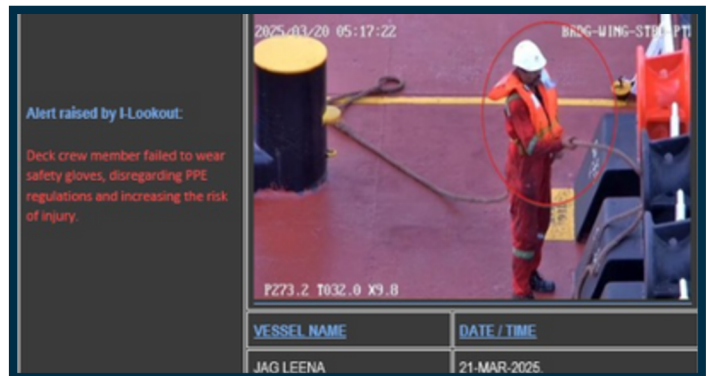 2025/03/20 05:17:22
Alert raised by I-Lookout:
Deck crew member failed to wear
safety gloves, disregarding PPE
regulations and increasing the risk
of injury.
P273.2 T032.0 X9.8
VESSEL NAME
DATE / TIME
JAG LEENA
21-MAR-2025.